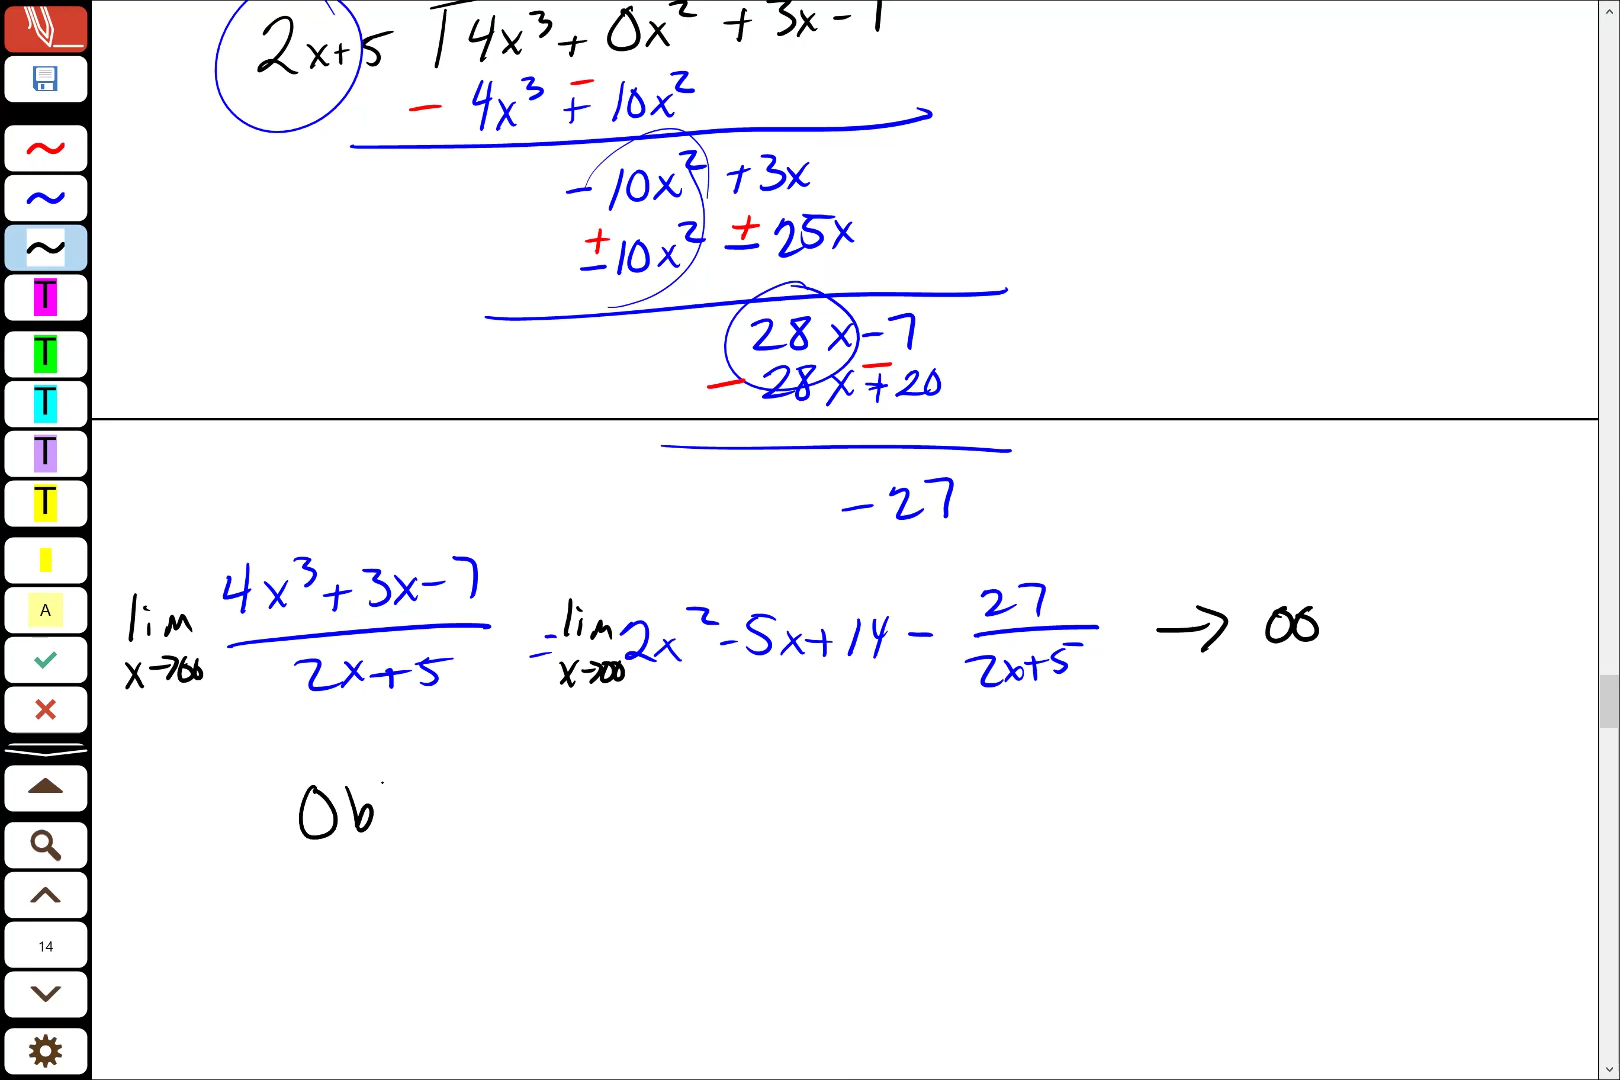 2x+5 4x³ + 0x² + 3x - 7
- 4x³ ∓ 10x²
- 10x² + 3x
± 10x² ± 25x
28x - 7
- 28x ∓ 20
- 27
lim x→∞ (4x³ + 3x - 7)/(2x + 5) = lim x→∞ 2x² - 5x + 14 - 27/(2x+5) → ∞
Ob
T
T
T
T
T
A
14